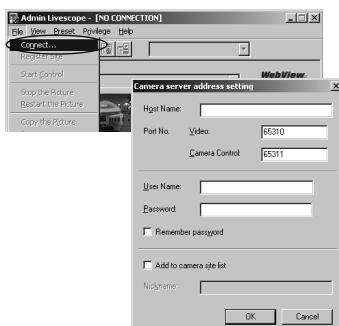 Admin Livescope - [NO CONNECTION]
File View Preset Privilege Help
Connect...
Register Site
Start Control
Stop the Picture
Restart the Picture
Copy the Picture
WebView
Camera server address setting
Host Name:
Port No. Video: 65310
Camera Control: 65311
User Name:
Password:
Remember password
Add to camera site list
Nickname:
OK Cancel